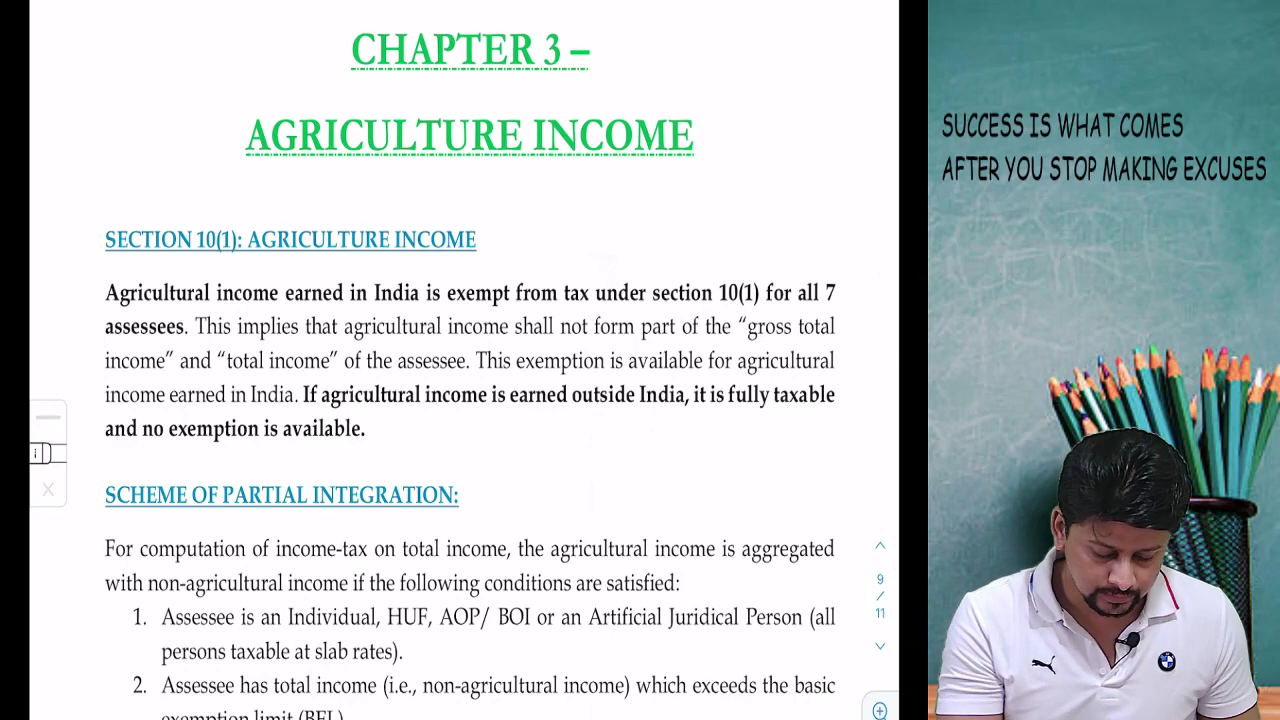 CHAPTER 3 –
AGRICULTURE INCOME
SECTION 10(1): AGRICULTURE INCOME
Agricultural income earned in India is exempt from tax under section 10(1) for all 7
assessees. This implies that agricultural income shall not form part of the “gross total
income” and “total income” of the assessee. This exemption is available for agricultural
income earned in India. If agricultural income is earned outside India, it is fully taxable
and no exemption is available.
SCHEME OF PARTIAL INTEGRATION:
For computation of income-tax on total income, the agricultural income is aggregated
with non-agricultural income if the following conditions are satisfied:
1. Assessee is an Individual, HUF, AOP/ BOI or an Artificial Juridical Person (all
persons taxable at slab rates).
2. Assessee has total income (i.e., non-agricultural income) which exceeds the basic
exemption limit (BEL)
9
/
11
SUCCESS IS WHAT COMES
AFTER YOU STOP MAKING EXCUSES